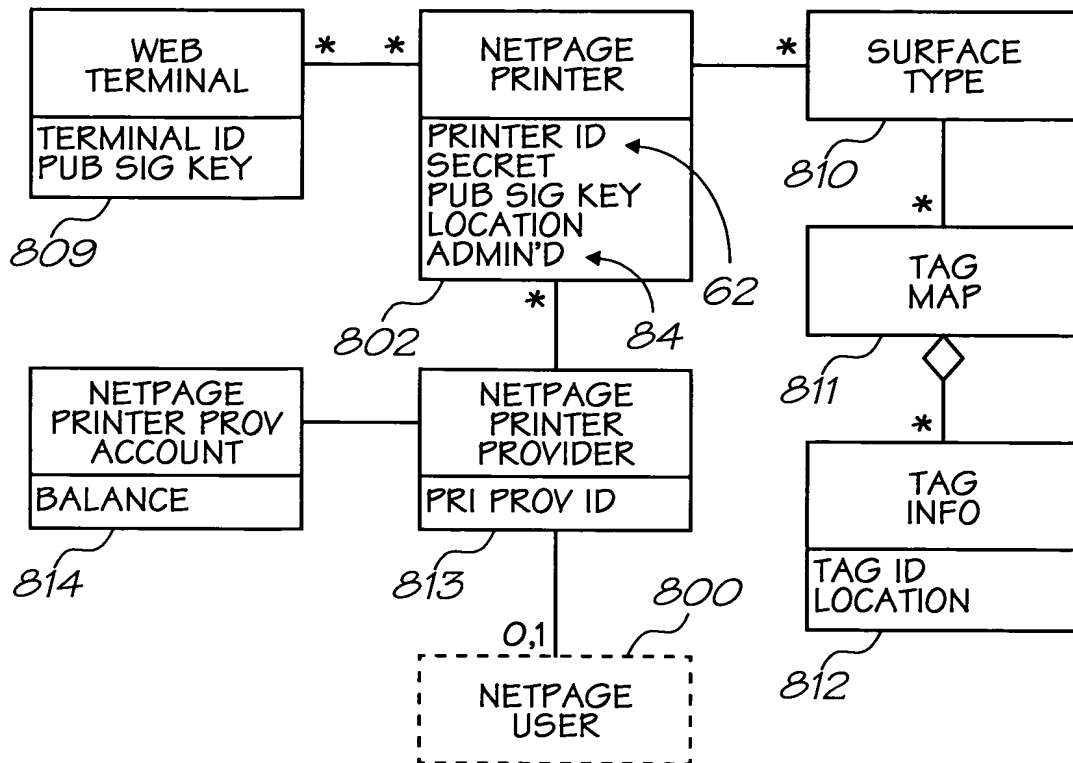 WEB
TERMINAL
TERMINAL ID
PUB SIG KEY
809
*
*
NETPAGE
PRINTER
PRINTER ID
SECRET
PUB SIG KEY
LOCATION
ADMIN'D
802
62
84
*
*
SURFACE
TYPE
810
*
TAG
MAP
811
*
TAG
INFO
TAG ID
LOCATION
812
NETPAGE
PRINTER PROV
ACCOUNT
BALANCE
814
NETPAGE
PRINTER
PROVIDER
PRI PROV ID
813
800
0,1
NETPAGE
USER